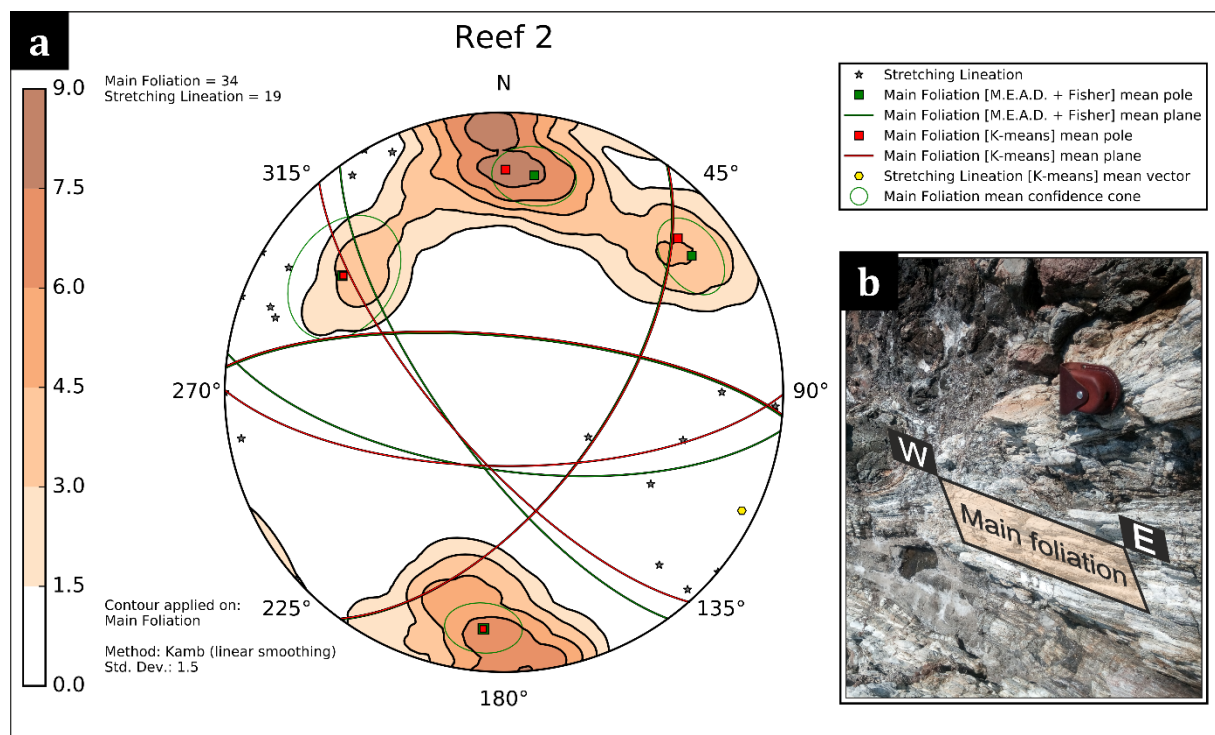 a
Reef 2
Main Foliation = 34
Stretching Lineation = 19
9.0
7.5
6.0
4.5
3.0
1.5
0.0
N
45°
90°
135°
180°
225°
270°
315°
Contour applied on:
Main Foliation
Method: Kamb (linear smoothing)
Std. Dev.: 1.5
Stretching Lineation
Main Foliation [M.E.A.D. + Fisher] mean pole
Main Foliation [M.E.A.D. + Fisher] mean plane
Main Foliation [K-means] mean pole
Main Foliation [K-means] mean plane
Stretching Lineation [K-means] mean vector
Main Foliation mean confidence cone
b
W
Main foliation
E